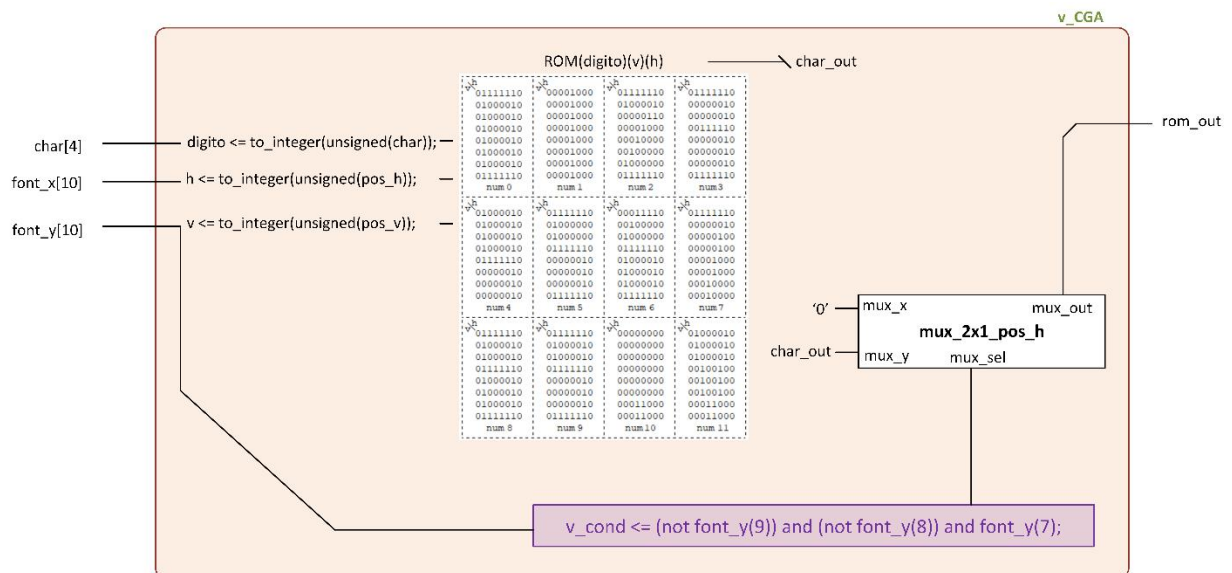 v_CGA
ROM(digito)(v)(h)
char_out
01111110 00001000 01111110 01111110
01000010 00001000 01000010 00000010
01000010 00001000 00000110 00000010
01000010 00001000 00111110
01000010 00001000 00000010
01000010 00001000 00000010
01000010 00001000 00000010
01111110 00001000 01111110 01111110
num 0 num 1 num 2 num 3
01000010 01111110 00011110 01111110
01000010 01000000 00100000 00000010
01000010 01000000 01000000 00000100
01000010 01111110 01111110 00000100
01111110 00000010 01000010 00001000
00000010 00000010 01000010 00001000
00000010 00000010 01000010 00010000
00000010 01111110 01111110 00010000
num 4 num 5 num 6 num 7
01111110 01111110 00000000 01000010
01000010 01000010 00000000 01000010
01000010 01000010 00000000 01000010
01111110 01111110 00000000 00100100
01000010 00000010 00000000 00100100
01000010 00000010 00000000 00100100
01000010 00000010 00011000 00011000
01111110 01111110 00011000 00011000
num 8 num 9 num 10 num 11
char[4]
digito <= to_integer(unsigned(char));
font_x[10]
h <= to_integer(unsigned(pos_h));
font_y[10]
v <= to_integer(unsigned(pos_v));
rom_out
‘0’
mux_x
mux_out
mux_2x1_pos_h
char_out
mux_y
mux_sel
v_cond <= (not font_y(9)) and (not font_y(8)) and font_y(7);